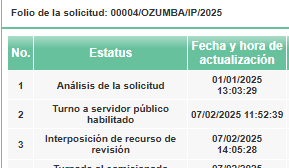 Folio de la solicitud: 00004/OZUMBA/IP/2025
No. Estatus Fecha y hora de actualización
1 Análisis de la solicitud 01/01/2025 13:03:29
2 Turno a servidor público habilitado 07/02/2025 11:52:39
3 Interposición de recurso de revisión 07/02/2025 14:05:28